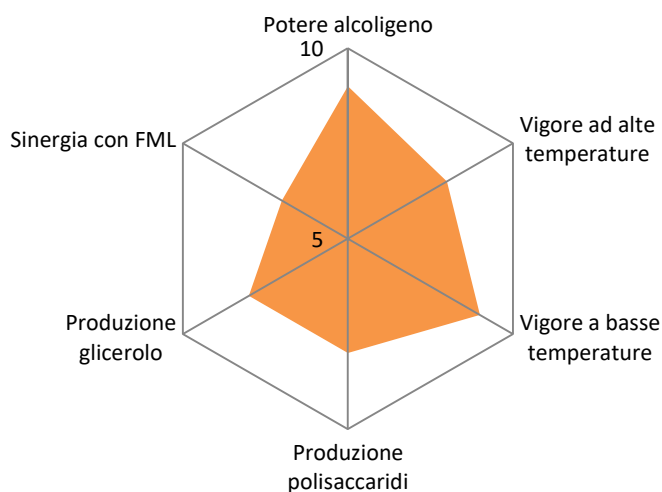 Potere alcoligeno
10
Sinergia con FML
Vigore ad alte
temperature
5
Produzione
glicerolo
Vigore a basse
temperature
Produzione
polisaccaridi